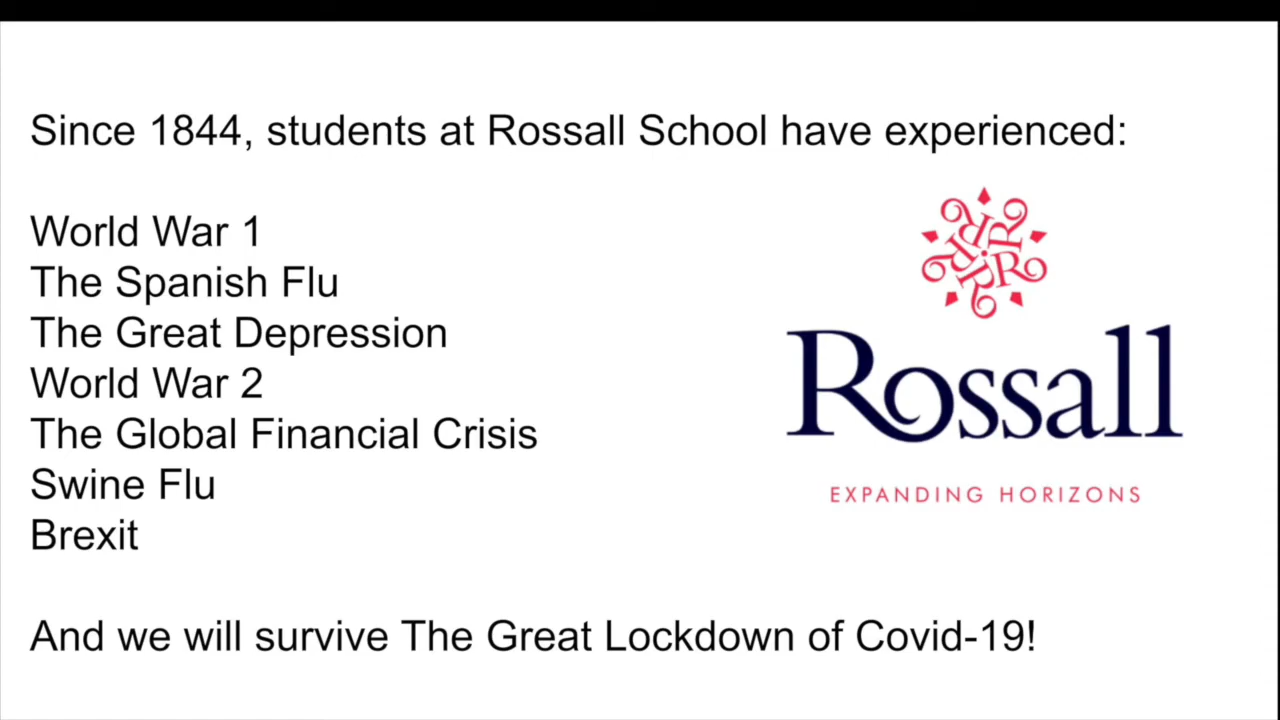 Since 1844, students at Rossall School have experienced:
World War 1
The Spanish Flu
The Great Depression
World War 2
The Global Financial Crisis
Swine Flu
Brexit
And we will survive The Great Lockdown of Covid-19!
R R R R R
Rossall
EXPANDING HORIZONS